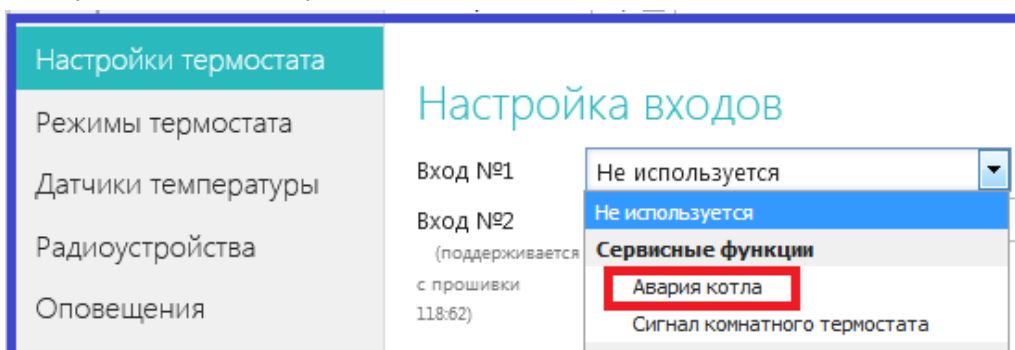 Настройки термостата
Режимы термостата
Датчики температуры
Радиоустройства
Оповещения
Настройка входов
Вход №1
Не используется
Вход №2
(поддерживается
с прошивки
118:62)
Не используется
Сервисные функции
Авария котла
Сигнал комнатного термостата